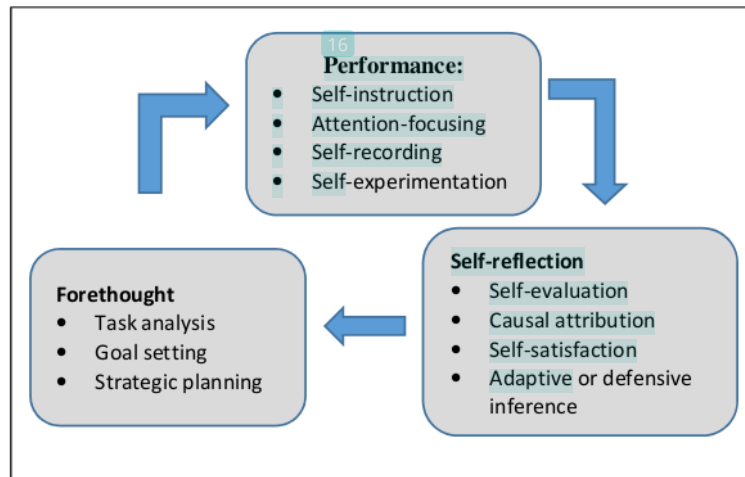 16
Performance:
• Self-instruction
• Attention-focusing
• Self-recording
• Self-experimentation
Self-reflection
• Self-evaluation
• Causal attribution
• Self-satisfaction
• Adaptive or defensive
inference
Forethought
• Task analysis
• Goal setting
• Strategic planning